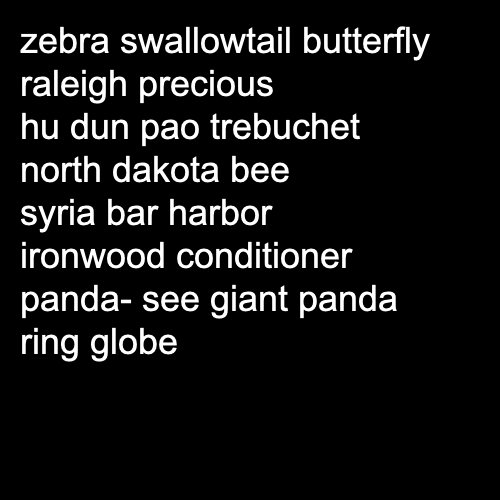 zebra swallowtail butterfly
raleigh precious
hu dun pao trebuchet
north dakota bee
syria bar harbor
ironwood conditioner
panda- see giant panda
ring globe